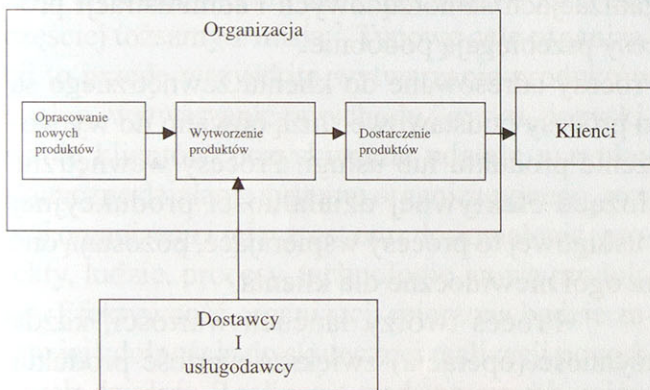 Organizacja
Opracowanie
nowych
produktów
Wytworzenie
produktów
Dostarczenie
produktów
Klienci
Dostawcy
I
usługodawcy